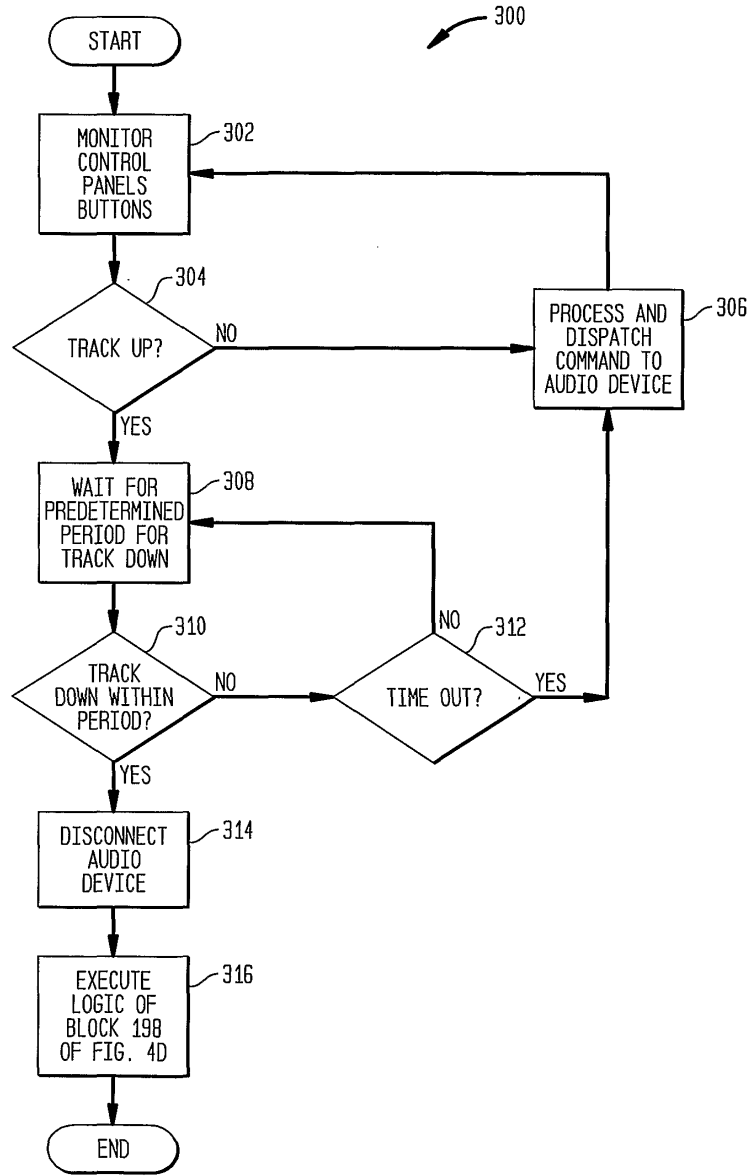 START
300
MONITOR
CONTROL
PANELS
BUTTONS
302
304
TRACK UP?
NO
YES
PROCESS AND
DISPATCH
COMMAND TO
AUDIO DEVICE
306
WAIT FOR
PREDETERMINED
PERIOD FOR
TRACK DOWN
308
310
TRACK
DOWN WITHIN
PERIOD?
NO
YES
312
TIME OUT?
NO
YES
DISCONNECT
AUDIO
DEVICE
314
EXECUTE
LOGIC OF
BLOCK 198
OF FIG. 4D
316
END